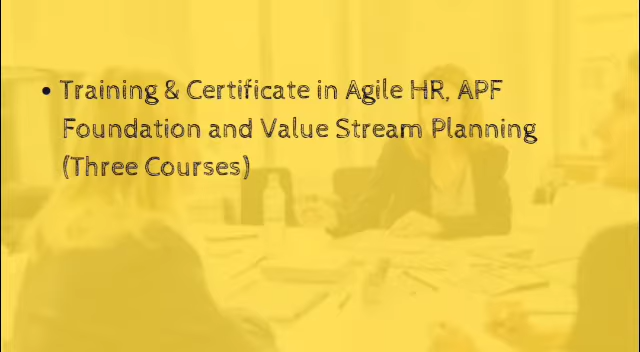 • Training & Certificate in Agile HR, APF
Foundation and Value Stream Planning
(Three Courses)